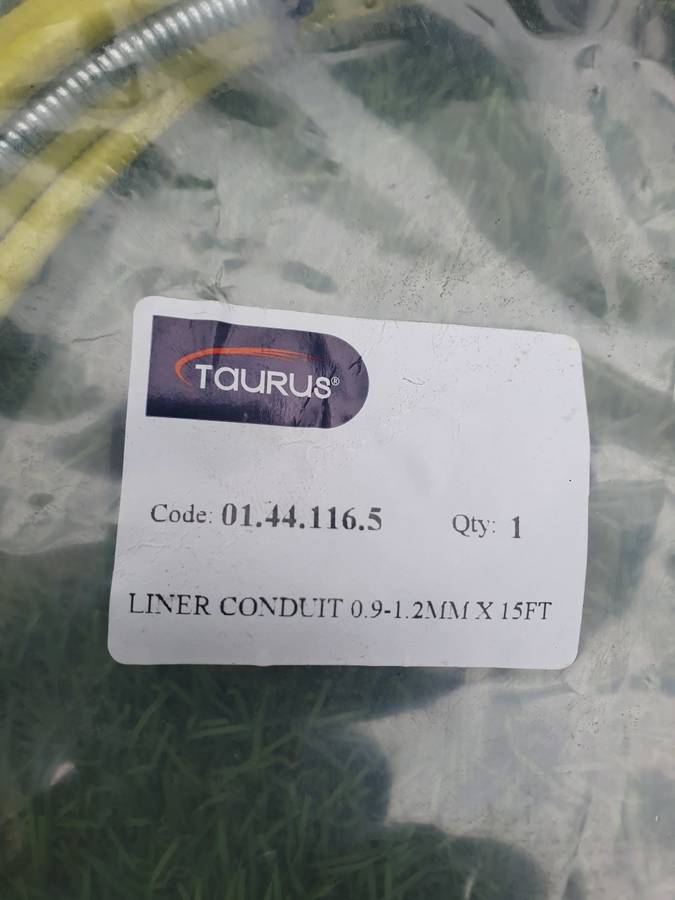 TAURUS®
Code: 01.44.116.5 Qty: 1
LINER CONDUIT 0.9-1.2MM X 15FT